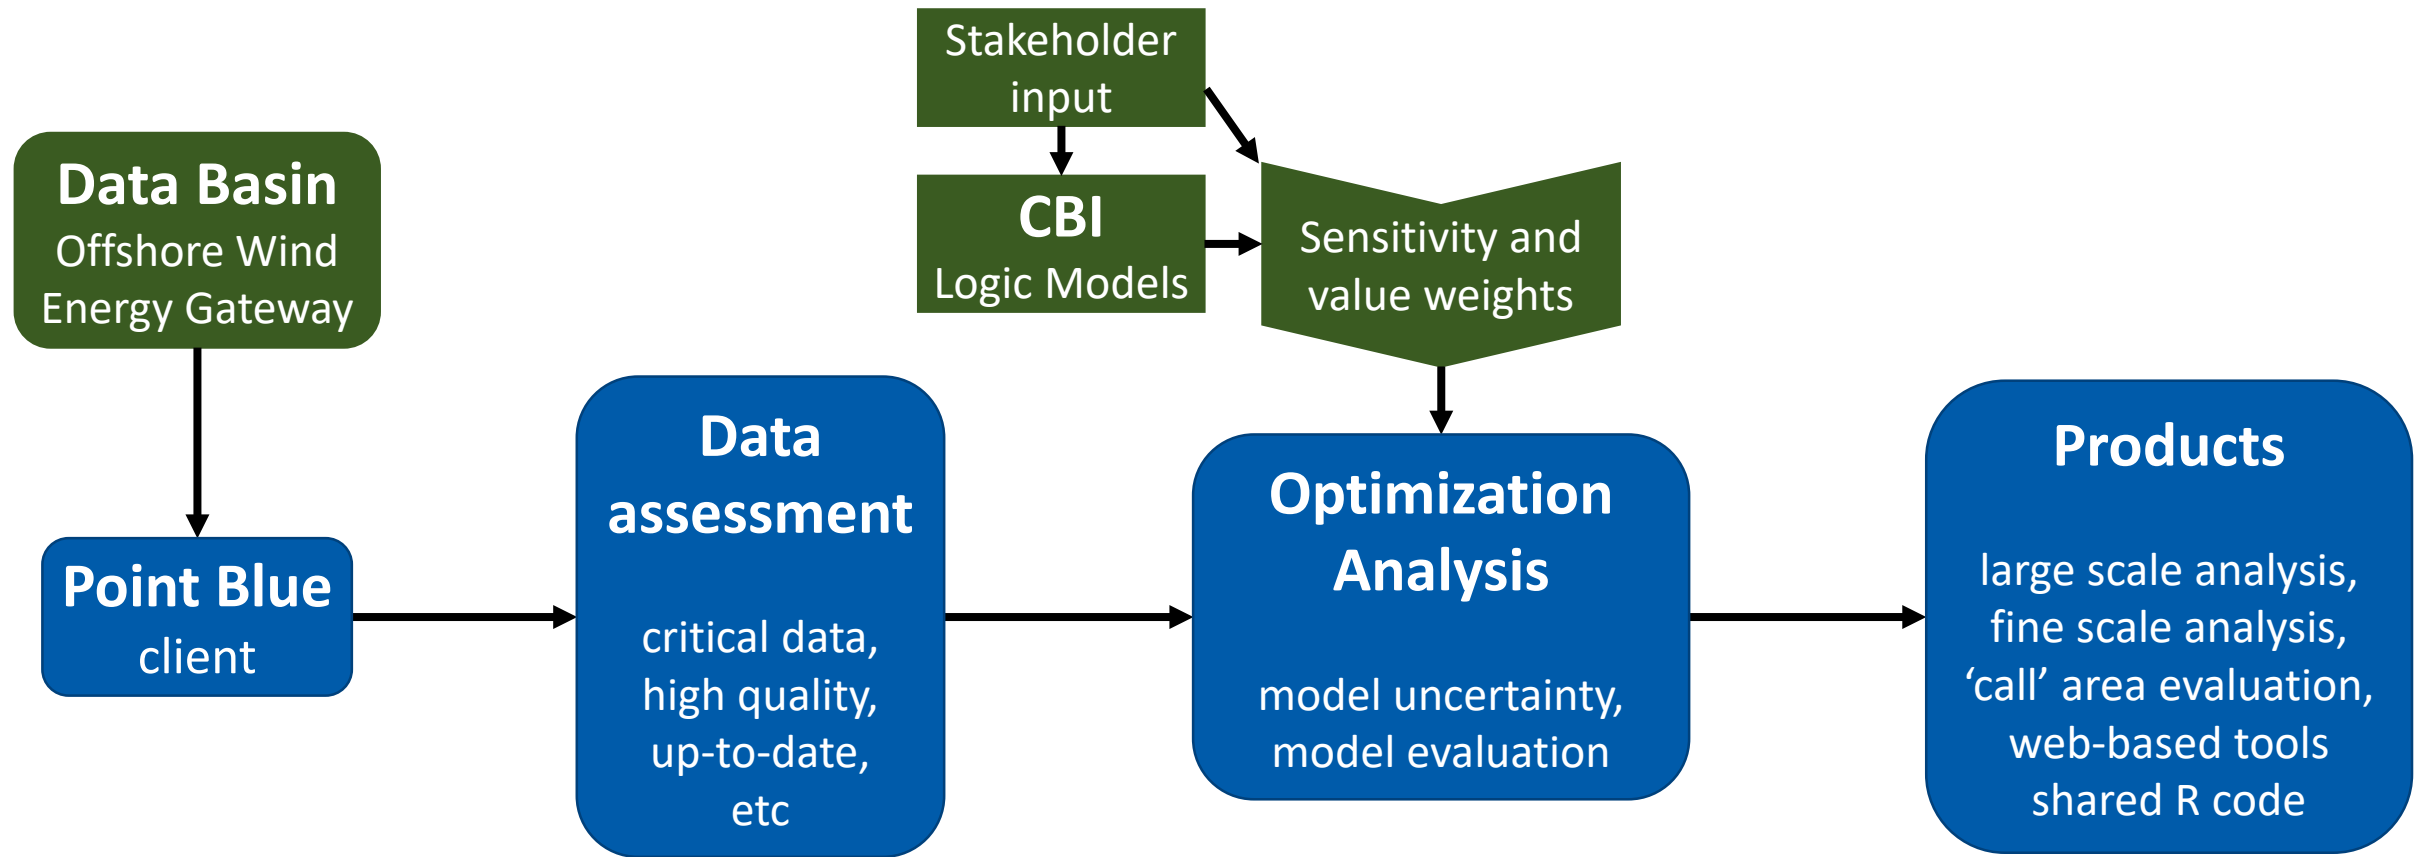 Stakeholder
input
Data Basin
Offshore Wind
Energy Gateway
CBI
Logic Models
Sensitivity and
value weights
Point Blue
client
Data
assessment
critical data,
high quality,
up-to-date,
etc
Optimization
Analysis
model uncertainty,
model evaluation
Products
large scale analysis,
fine scale analysis,
‘call’ area evaluation,
web-based tools
shared R code